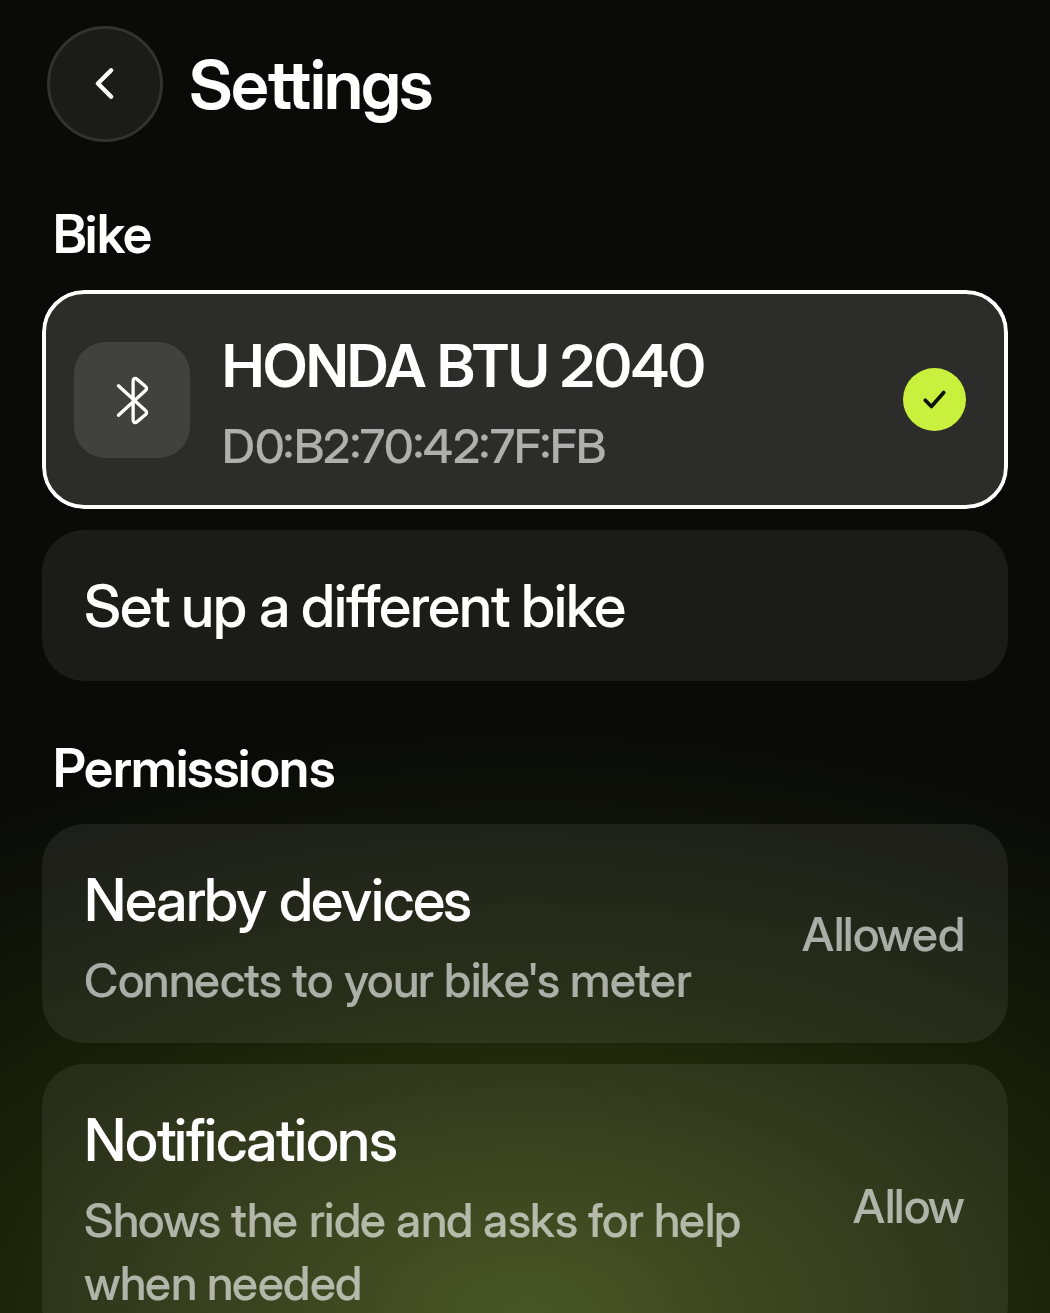 Settings
Bike
HONDA BTU 2040
D0:B2:70:42:7F:FB
Set up a different bike
Permissions
Nearby devices
Allowed
Connects to your bike's meter
Notifications
Shows the ride and asks for help
Allow
when needed